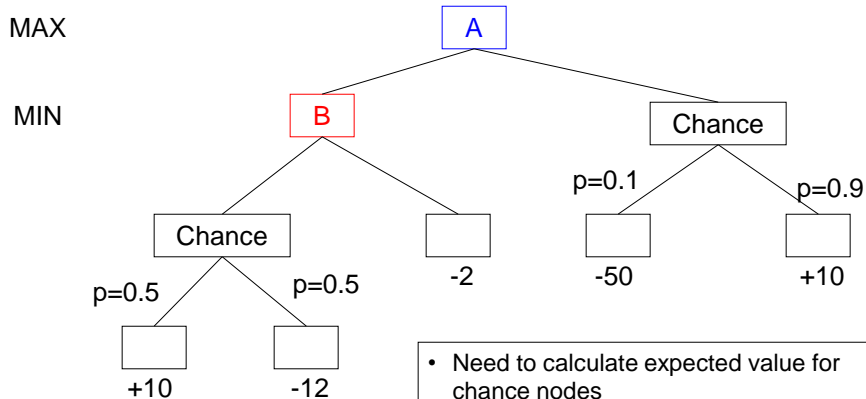 MAX
A
MIN
B
Chance
p=0.1
p=0.9
Chance
-2
-50
+10
p=0.5
p=0.5
+10
-12
• Need to calculate expected value for
chance nodes